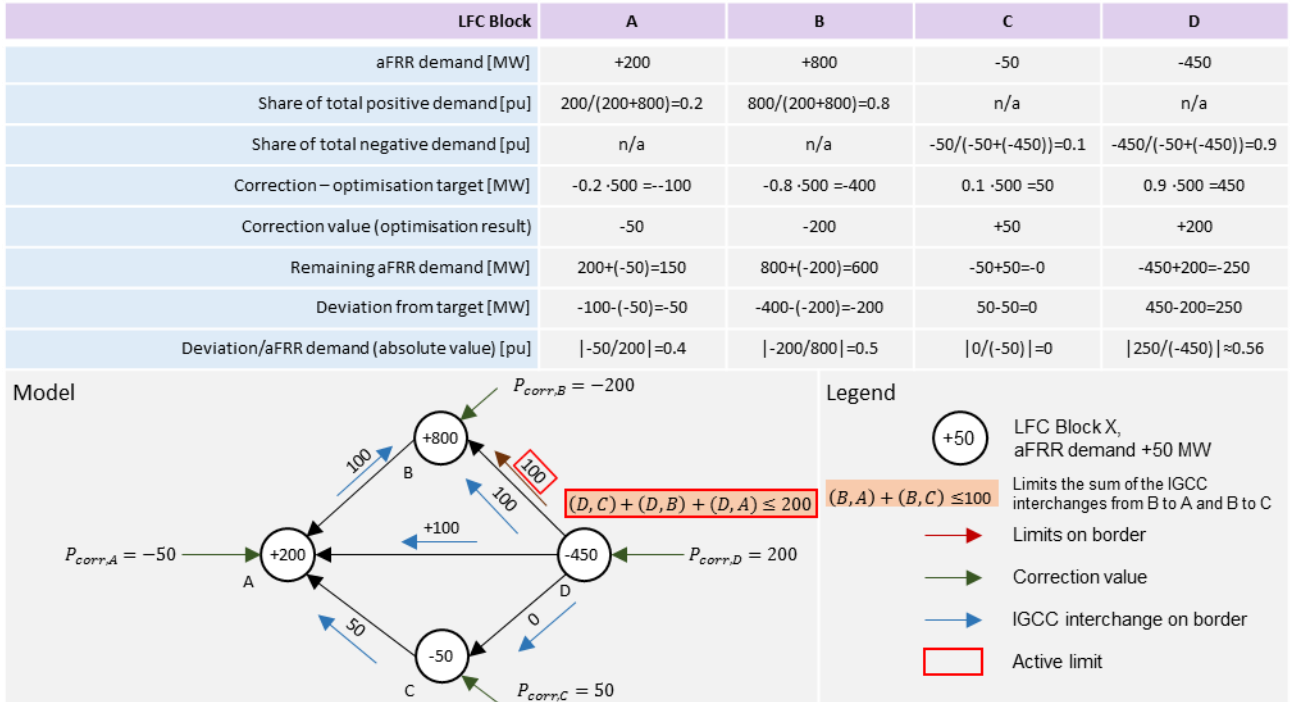 LFC Block A B C D
aFRR demand [MW] +200 +800 -50 -450
Share of total positive demand [pu] 200/(200+800)=0.2 800/(200+800)=0.8 n/a n/a
Share of total negative demand [pu] n/a n/a -50/(-50+(-450))=0.1 -450/(-50+(-450))=0.9
Correction – optimisation target [MW] -0.2 ·500 =--100 -0.8 ·500 =-400 0.1 ·500 =50 0.9 ·500 =450
Correction value (optimisation result) -50 -200 +50 +200
Remaining aFRR demand [MW] 200+(-50)=150 800+(-200)=600 -50+50=-0 -450+200=-250
Deviation from target [MW] -100-(-50)=-50 -400-(-200)=-200 50-50=0 450-200=250
Deviation/aFRR demand (absolute value) [pu] |-50/200|=0.4 |-200/800|=0.5 |0/(-50)|=0 |250/(-450)|≈0.56
Model
P_corr,B = −200
+800
B
100
100
100
(D, C) + (D, B) + (D, A) ≤ 200
+100
P_corr,A = −50
+200
A
-450
D
P_corr,D = 200
50
0
-50
C
P_corr,C = 50
Legend
+50
LFC Block X,
aFRR demand +50 MW
(B, A) + (B, C) ≤100
Limits the sum of the IGCC
interchanges from B to A and B to C
Limits on border
Correction value
IGCC interchange on border
Active limit